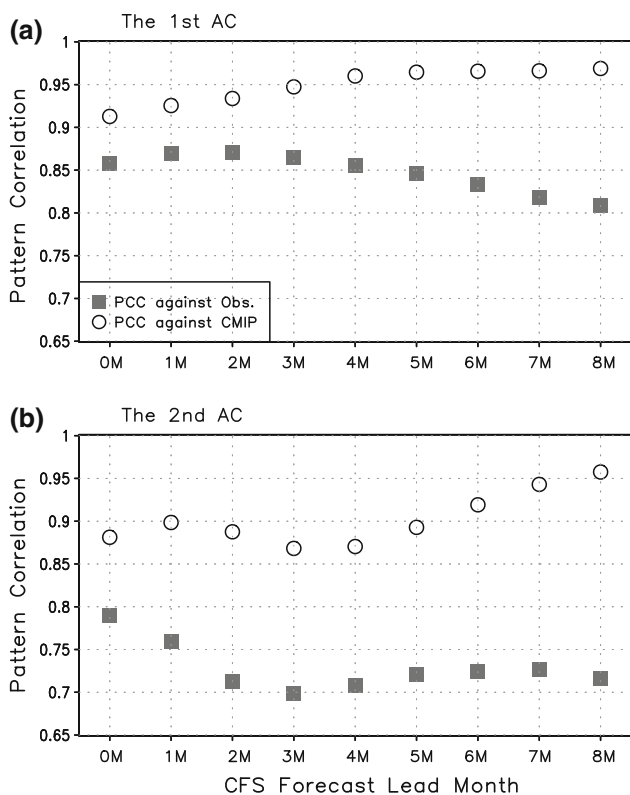 (a) The 1st AC
1
0.95
0.9
0.85
0.8
0.75
0.7
0.65
Pattern Correlation
PCC against Obs.
PCC against CMIP
0M 1M 2M 3M 4M 5M 6M 7M 8M
(b) The 2nd AC
1
0.95
0.9
0.85
0.8
0.75
0.7
0.65
Pattern Correlation
0M 1M 2M 3M 4M 5M 6M 7M 8M
CFS Forecast Lead Month